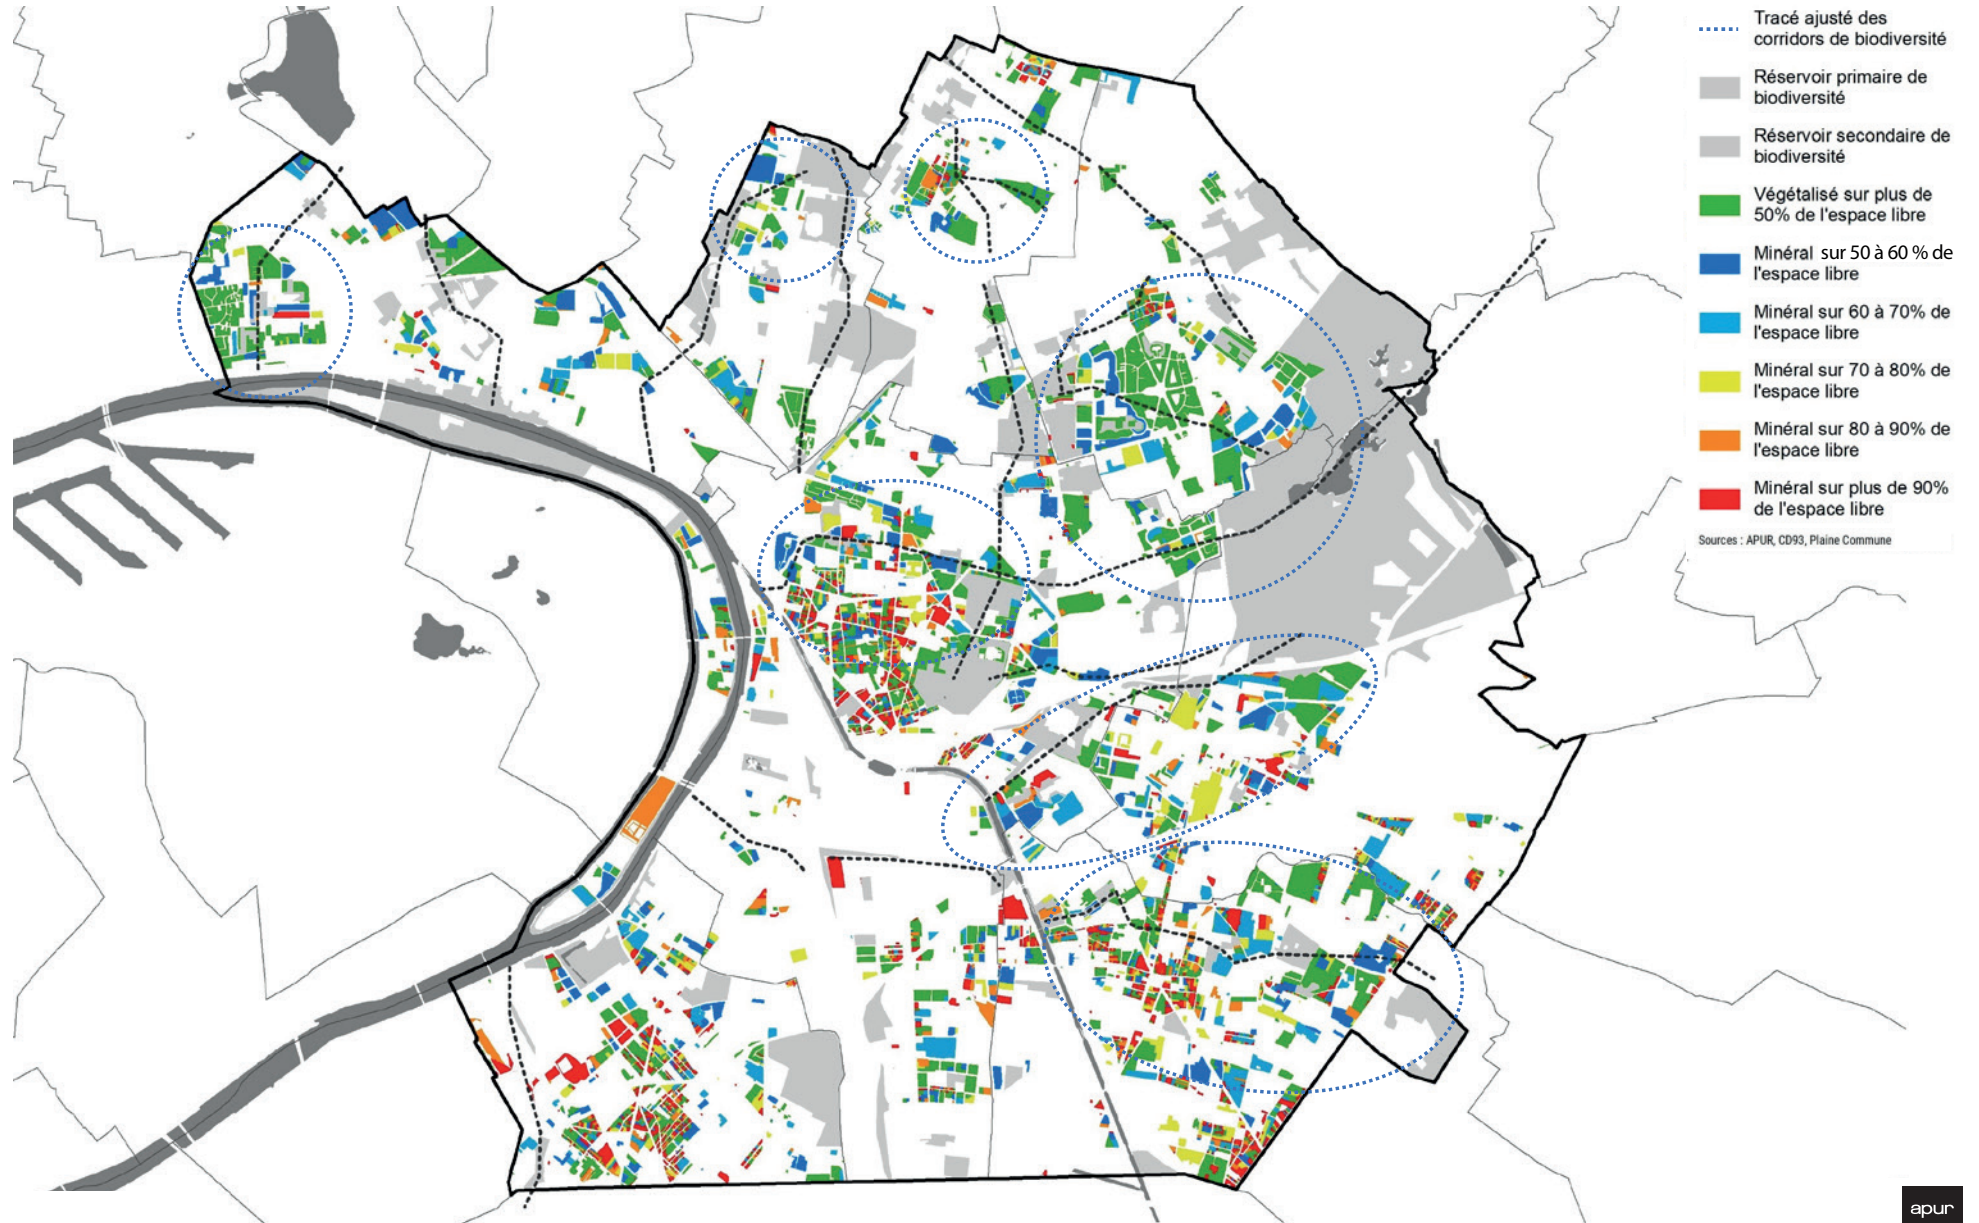 Tracé ajusté des
corridors de biodiversité
Réservoir primaire de
biodiversité
Réservoir secondaire de
biodiversité
Végétalisé sur plus de
50% de l'espace libre
Minéral sur 50 à 60 % de
l'espace libre
Minéral sur 60 à 70% de
l'espace libre
Minéral sur 70 à 80% de
l'espace libre
Minéral sur 80 à 90% de
l'espace libre
Minéral sur plus de 90%
de l'espace libre
Sources : APUR, CD93, Plaine Commune
apur